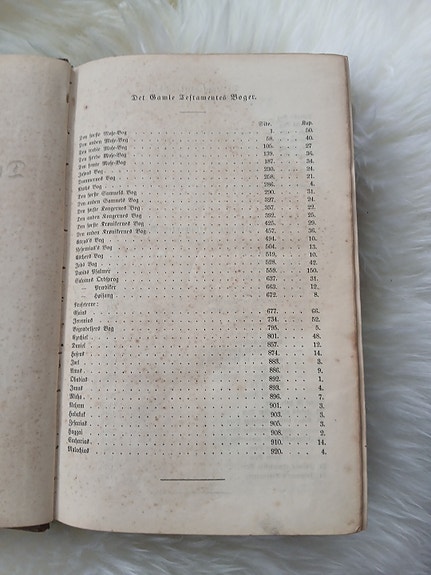 Det Gamle Testamentes Bøger.
Side. Kap.
Den første Mose-Bog 1. 50.
Den anden Mose-Bog 59. 40.
Den tredie Mose-Bog 105. 27
Den fjerde Mose-Bog 139. 36.
Den femte Mose-Bog 187. 34.
Josvæ Bog 230. 24.
Dommernes Bog 258. 21.
Ruths Bog 286. 4.
Den første Samuels Bog 290. 31.
Den anden Samuels Bog 327. 24.
Den første Kongernes Bog 357. 22.
Den anden Kongernes Bog 392. 25.
Den første Krønikernes Bog 425. 29.
Den anden Krønikernes Bog 457. 36.
Esras Bog 494. 10.
Nehemias Bog 504. 13.
Esthers Bog 519. 10.
Jobs Bog 528. 42.
Davids Psalmer 559. 150.
Salomos Ordsprog 637. 31.
— Prædiker 663. 12.
— Højsang 672. 8.
Propheterne:
Esaias 677. 66.
Jeremias 734. 52.
Begrædelsens Bog 795. 5.
Ezechiel 801. 48.
Daniel 857. 12.
Hoseas 874. 14.
Joel 883. 3.
Amos 886. 9.
Obadias 892. 1.
Jonas 893. 4.
Micha 896. 7.
Nahum 901. 3.
Habakuk 903. 3.
Zefanias 905. 3.
Haggai 908. 2.
Zacharias 910. 14.
Malachias 920. 4.